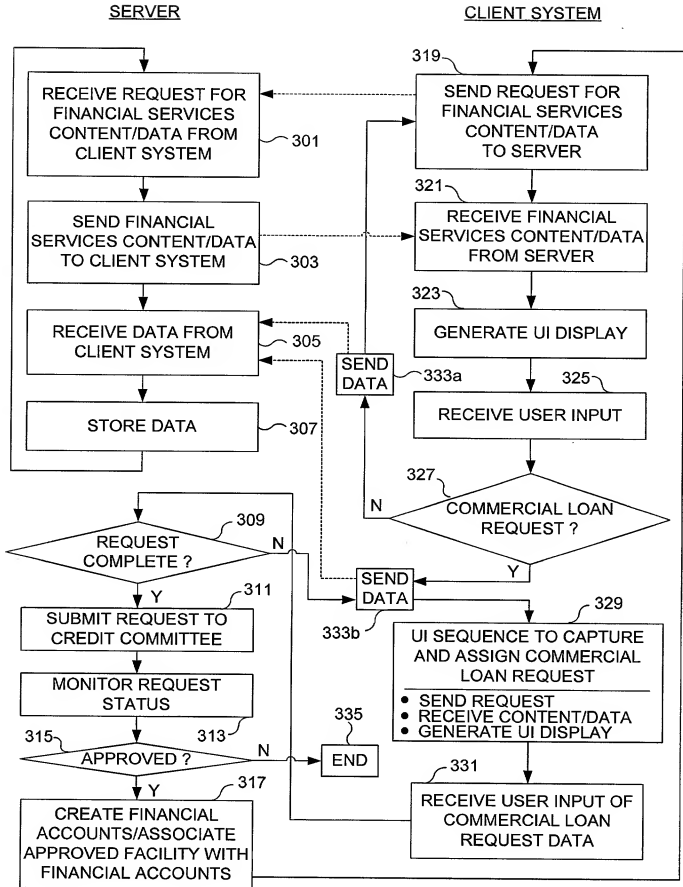 SERVER
RECEIVE REQUEST FOR
FINANCIAL SERVICES
CONTENT/DATA FROM
CLIENT SYSTEM
301
SEND FINANCIAL
SERVICES CONTENT/DATA
TO CLIENT SYSTEM
303
RECEIVE DATA FROM
CLIENT SYSTEM
305
STORE DATA
307
309
REQUEST
COMPLETE ?
N
Y
311
SUBMIT REQUEST TO
CREDIT COMMITTEE
MONITOR REQUEST
STATUS
313
315
APPROVED ?
N
335
END
Y
317
CREATE FINANCIAL
ACCOUNTS/ASSOCIATE
APPROVED FACILITY WITH
FINANCIAL ACCOUNTS
CLIENT SYSTEM
319
SEND REQUEST FOR
FINANCIAL SERVICES
CONTENT/DATA
TO SERVER
321
RECEIVE FINANCIAL
SERVICES CONTENT/DATA
FROM SERVER
323
GENERATE UI DISPLAY
325
RECEIVE USER INPUT
327
COMMERCIAL LOAN
REQUEST ?
N
SEND
DATA
333a
Y
SEND
DATA
333b
329
UI SEQUENCE TO CAPTURE
AND ASSIGN COMMERCIAL
LOAN REQUEST
• SEND REQUEST
• RECEIVE CONTENT/DATA
• GENERATE UI DISPLAY
331
RECEIVE USER INPUT OF
COMMERCIAL LOAN
REQUEST DATA